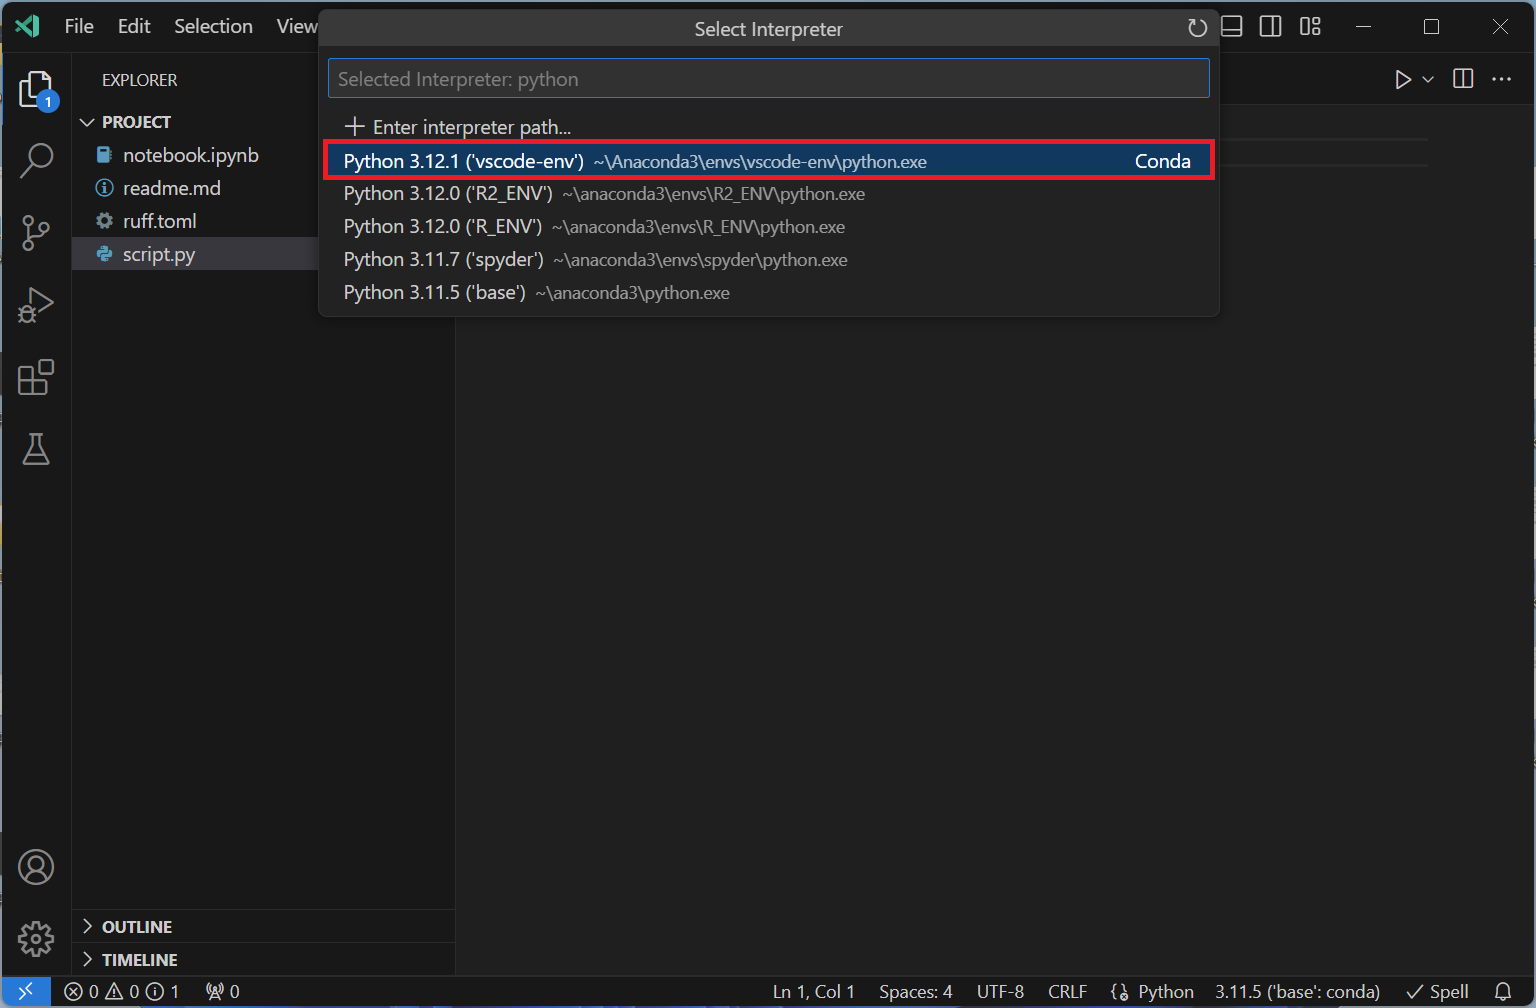 File Edit Selection View
Select Interpreter
Selected Interpreter: python
Enter interpreter path...
Python 3.12.1 ('vscode-env') ~\Anaconda3\envs\vscode-env\python.exe Conda
Python 3.12.0 ('R2_ENV') ~\anaconda3\envs\R2_ENV\python.exe
Python 3.12.0 ('R_ENV') ~\anaconda3\envs\R_ENV\python.exe
Python 3.11.7 ('spyder') ~\anaconda3\envs\spyder\python.exe
Python 3.11.5 ('base') ~\anaconda3\python.exe
1
EXPLORER
PROJECT
notebook.ipynb
readme.md
ruff.toml
script.py
OUTLINE
TIMELINE
0 0 1 0 Ln 1, Col 1 Spaces: 4 UTF-8 CRLF Python 3.11.5 ('base': conda) Spell